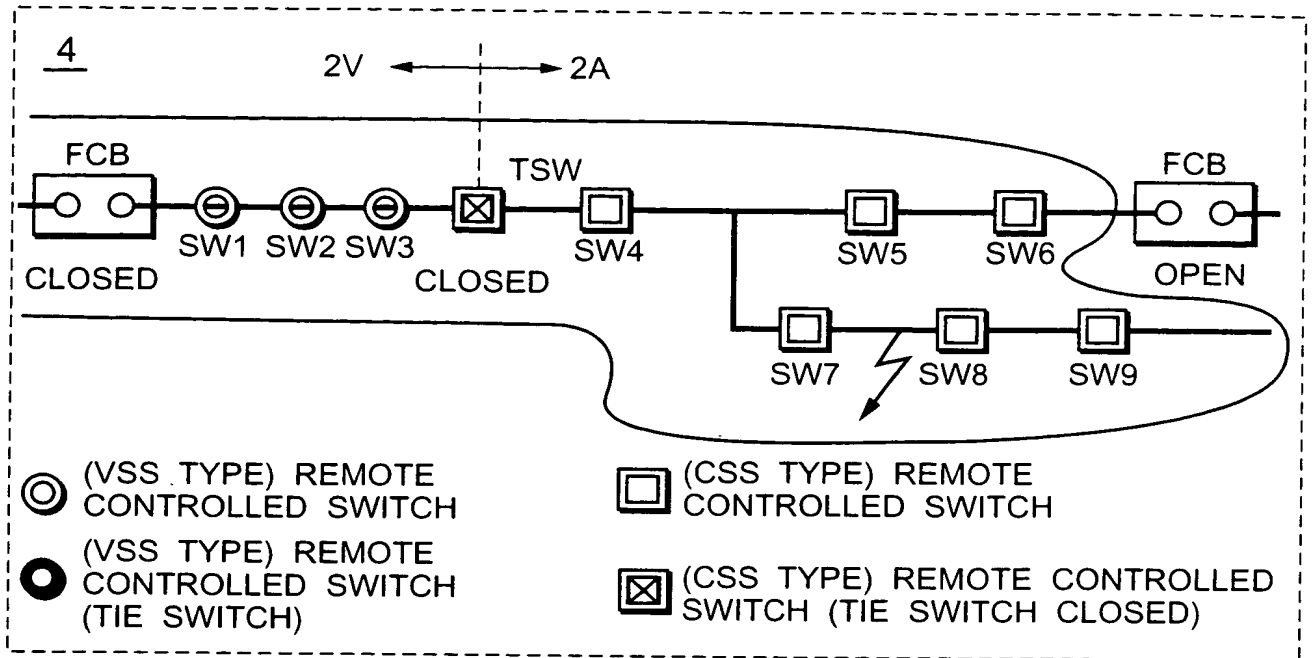 4
2V 2A
FCB TSW FCB
SW1 SW2 SW3 SW4 SW5 SW6
CLOSED CLOSED OPEN
SW7 SW8 SW9
(VSS TYPE) REMOTE
CONTROLLED SWITCH
(CSS TYPE) REMOTE
CONTROLLED SWITCH
(VSS TYPE) REMOTE
CONTROLLED SWITCH
(TIE SWITCH)
(CSS TYPE) REMOTE CONTROLLED
SWITCH (TIE SWITCH CLOSED)